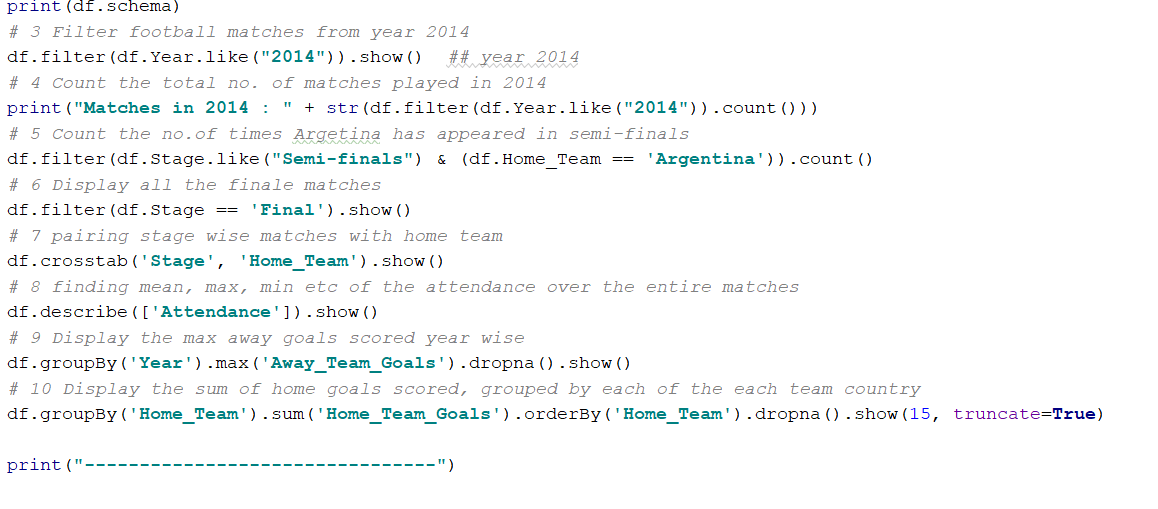 print(df.schema)
# 3 Filter football matches from year 2014
df.filter(df.Year.like("2014")).show()  ## year 2014
# 4 Count the total no. of matches played in 2014
print("Matches in 2014 : " + str(df.filter(df.Year.like("2014")).count()))
# 5 Count the no.of times Argetina has appeared in semi-finals
df.filter(df.Stage.like("Semi-finals") & (df.Home_Team == 'Argentina')).count()
# 6 Display all the finale matches
df.filter(df.Stage == 'Final').show()
# 7 pairing stage wise matches with home team
df.crosstab('Stage', 'Home_Team').show()
# 8 finding mean, max, min etc of the attendance over the entire matches
df.describe(['Attendance']).show()
# 9 Display the max away goals scored year wise
df.groupBy('Year').max('Away_Team_Goals').dropna().show()
# 10 Display the sum of home goals scored, grouped by each of the each team country
df.groupBy('Home_Team').sum('Home_Team_Goals').orderBy('Home_Team').dropna().show(15, truncate=True)
print("--------------------------------")